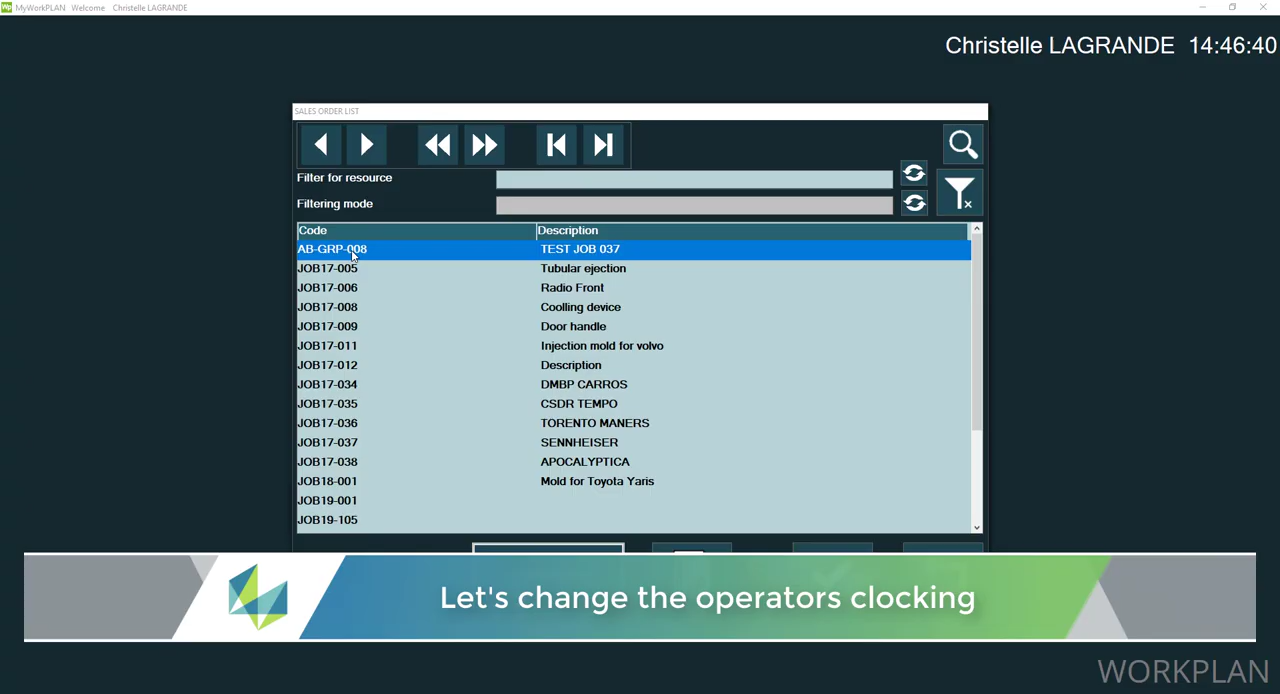 Wp MyWorkPLAN Welcome Christelle LAGRANDE
Christelle LAGRANDE 14:46:40
SALES ORDER LIST
Filter for resource
Filtering mode
Code Description
AB-GRP-008 TEST JOB 037
JOB17-005 Tubular ejection
JOB17-006 Radio Front
JOB17-008 Coolling device
JOB17-009 Door handle
JOB17-011 Injection mold for volvo
JOB17-012 Description
JOB17-034 DMBP CARROS
JOB17-035 CSDR TEMPO
JOB17-036 TORENTO MANERS
JOB17-037 SENNHEISER
JOB17-038 APOCALYPTICA
JOB18-001 Mold for Toyota Yaris
JOB19-001
JOB19-105
Let's change the operators clocking
WORKPLAN